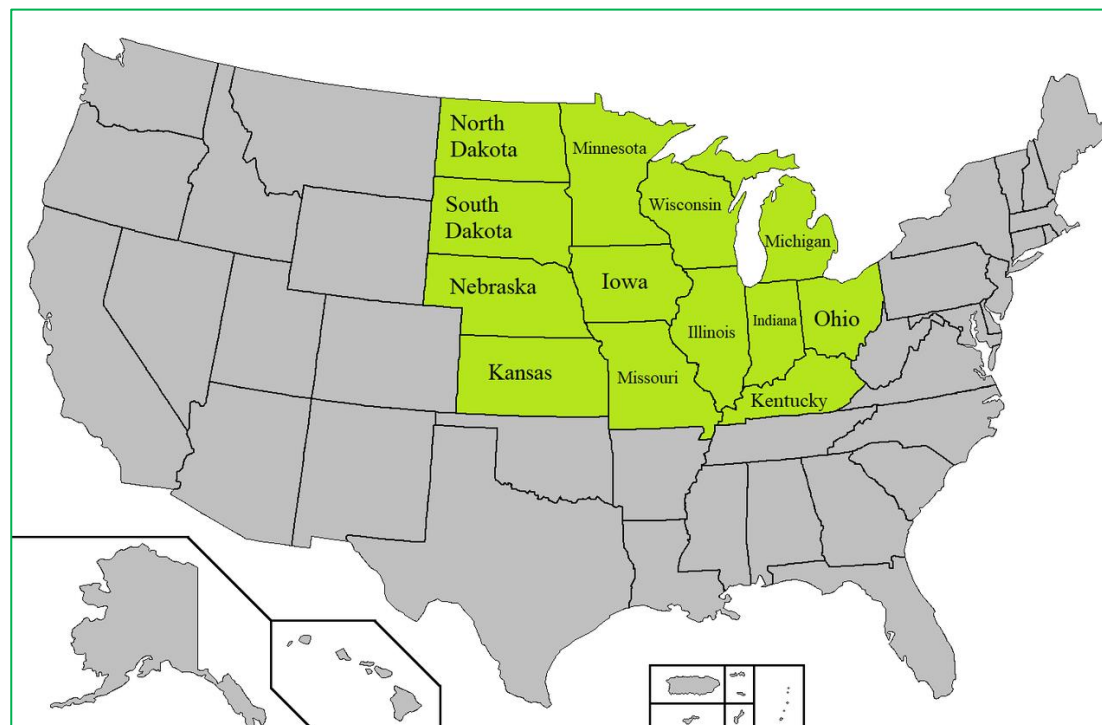 North
Dakota
Minnesota
South
Dakota
Wisconsin
Michigan
Nebraska
Iowa
Illinois
Indiana
Ohio
Kansas
Missouri
Kentucky